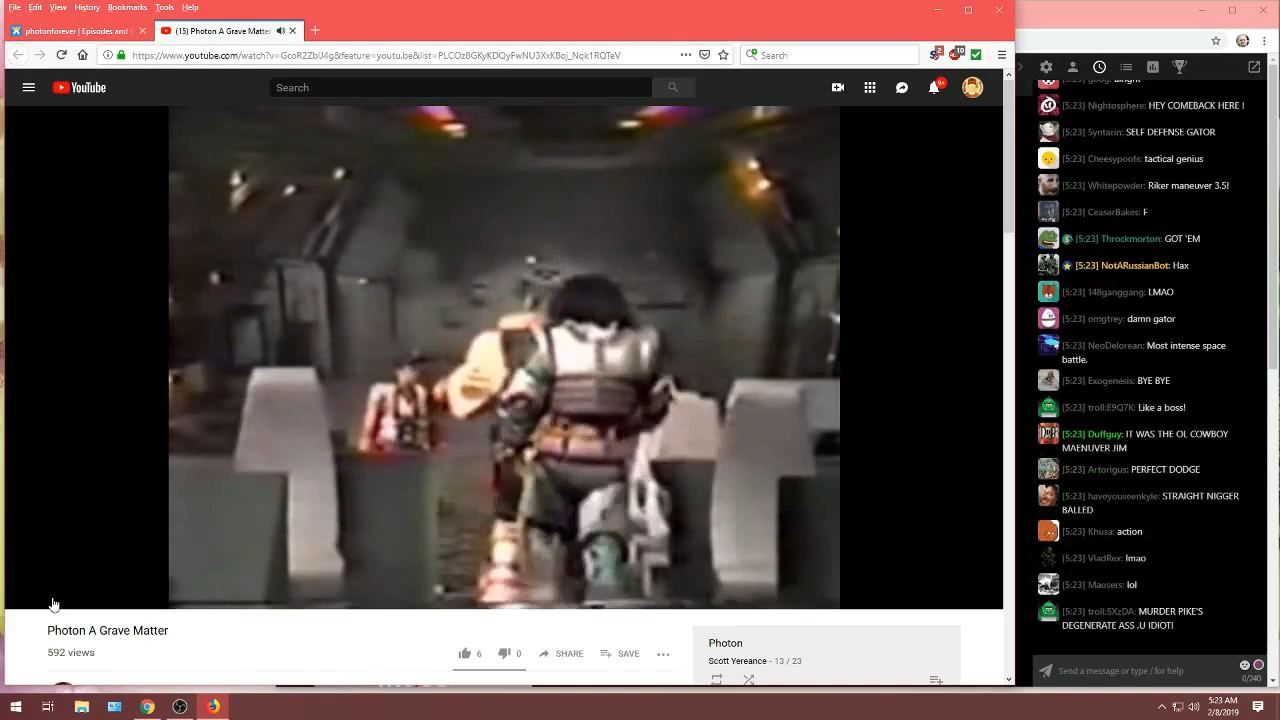 File Edit View History Bookmarks Tools Help
photonforever | Episodes and
(15) Photon A Grave Matter
https://www.youtube.com/watch?v=GcoR2ZbIJ4g&feature=youtu.be&list=PLCOz8GKyKDQyFwNU3XxKBoj_Nqk1RQTeV
Search
2
10
YouTube
Search
9+
alright
[5:23] Nightosphere: HEY COMEBACK HERE !
[5:23] Syntarin: SELF DEFENSE GATOR
[5:23] Cheesypoofs: tactical genius
[5:23] Whitepowder: Riker maneuver 3.5!
[5:23] CeasarBakes: F
[5:23] Throckmorton: GOT 'EM
[5:23] NotARussianBot: Hax
[5:23] 148ganggang: LMAO
[5:23] omgtrey: damn gator
[5:23] NeoDelorean: Most intense space
battle.
[5:23] Exogenesis: BYE BYE
[5:23] troll:E9Q7K: Like a boss!
[5:23] Duffguy: IT WAS THE OL COWBOY
MAENUVER JIM
[5:23] Artorigus: PERFECT DODGE
[5:23] haveyouseenkyle: STRAIGHT NIGGER
BALLED
[5:23] Khusa: action
[5:23] VladRex: lmao
[5:23] Mausers: lol
[5:23] troll:5XzDA: MURDER PIKE'S
DEGENERATE ASS ,U IDIOT!
Send a message or type / for help
0/240
Photon A Grave Matter
592 views
6
0
SHARE
SAVE
Photon
Scott Yereance - 13 / 23
5:23 AM
2/8/2019